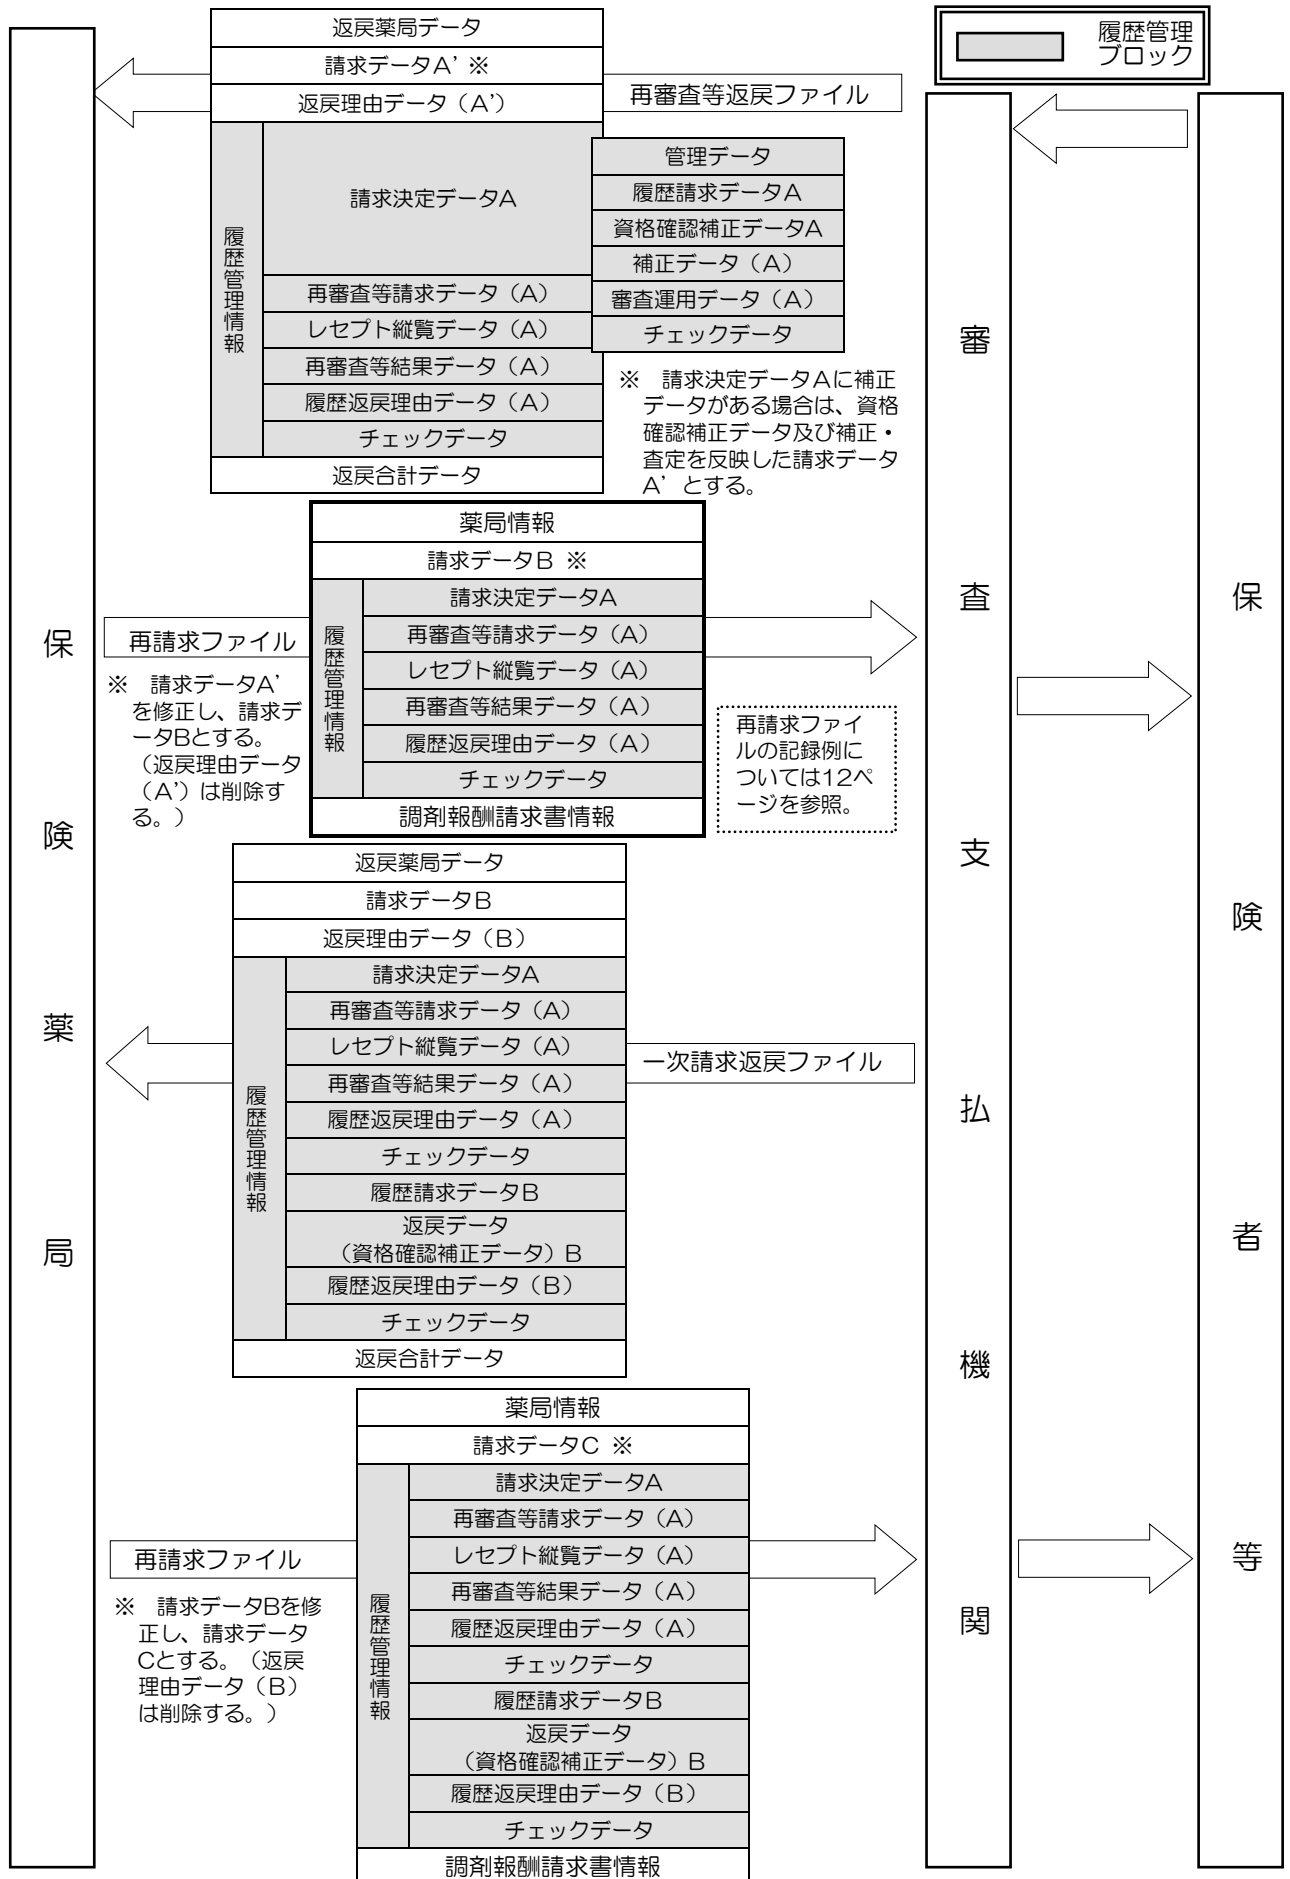 履歴管理
ブロック
返戻薬局データ
請求データA’ ※
返戻理由データ（A’）
再審査等返戻ファイル
履歴管理情報
請求決定データA
管理データ
履歴請求データA
資格確認補正データA
補正データ（A）
審査運用データ（A）
チェックデータ
再審査等請求データ（A）
レセプト縦覧データ（A）
再審査等結果データ（A）
履歴返戻理由データ（A）
チェックデータ
返戻合計データ
※　請求決定データAに補正
データがある場合は、資格
確認補正データ及び補正・
査定を反映した請求データ
A’とする。
薬局情報
請求データB ※
履歴管理情報
請求決定データA
再審査等請求データ（A）
レセプト縦覧データ（A）
再審査等結果データ（A）
履歴返戻理由データ（A）
チェックデータ
調剤報酬請求書情報
再請求ファイル
※　請求データA’
を修正し、請求デ
ータBとする。
（返戻理由データ
（A’）は削除す
る。）
再請求ファイ
ルの記録例に
ついては12ペ
ージを参照。
返戻薬局データ
請求データB
返戻理由データ（B）
履歴管理情報
請求決定データA
再審査等請求データ（A）
レセプト縦覧データ（A）
再審査等結果データ（A）
履歴返戻理由データ（A）
チェックデータ
履歴請求データB
返戻データ
（資格確認補正データ）B
履歴返戻理由データ（B）
チェックデータ
返戻合計データ
一次請求返戻ファイル
薬局情報
請求データC ※
履歴管理情報
請求決定データA
再審査等請求データ（A）
レセプト縦覧データ（A）
再審査等結果データ（A）
履歴返戻理由データ（A）
チェックデータ
履歴請求データB
返戻データ
（資格確認補正データ）B
履歴返戻理由データ（B）
チェックデータ
調剤報酬請求書情報
再請求ファイル
※　請求データBを修
正し、請求データ
Cとする。（返戻
理由データ（B）
は削除する。）
保険薬局
審査支払機関
保険者等